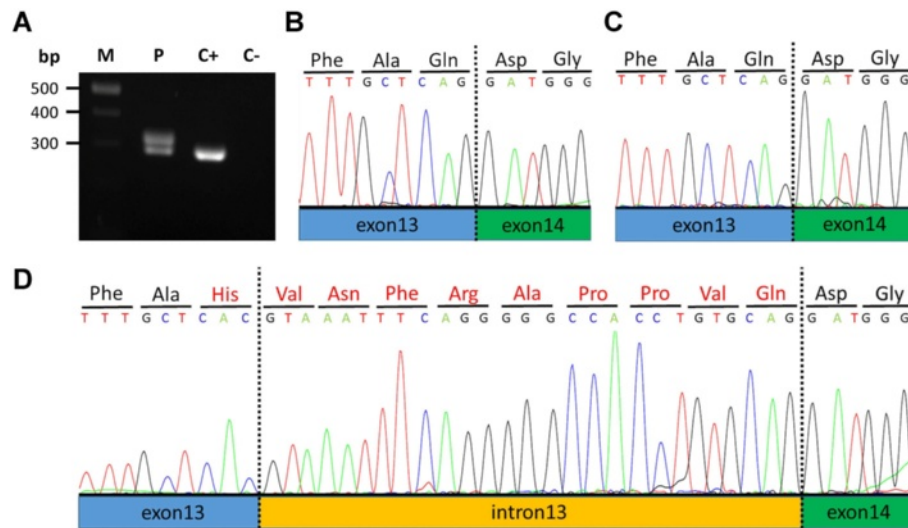 A
bp M P C+ C-
500
400
300
B
Phe Ala Gln Asp Gly
T T T G C T C A G G A T G G G
exon13 exon14
C
Phe Ala Gln Asp Gly
T T T G C T C A G G A T G G G
exon13 exon14
D
Phe Ala His Val Asn Phe Arg Ala Pro Pro Val Gln Asp Gly
T T T G C T C A C G T A A A T T T C A G G G G C C A C C T G T G C A G G A T G G G
exon13 intron13 exon14